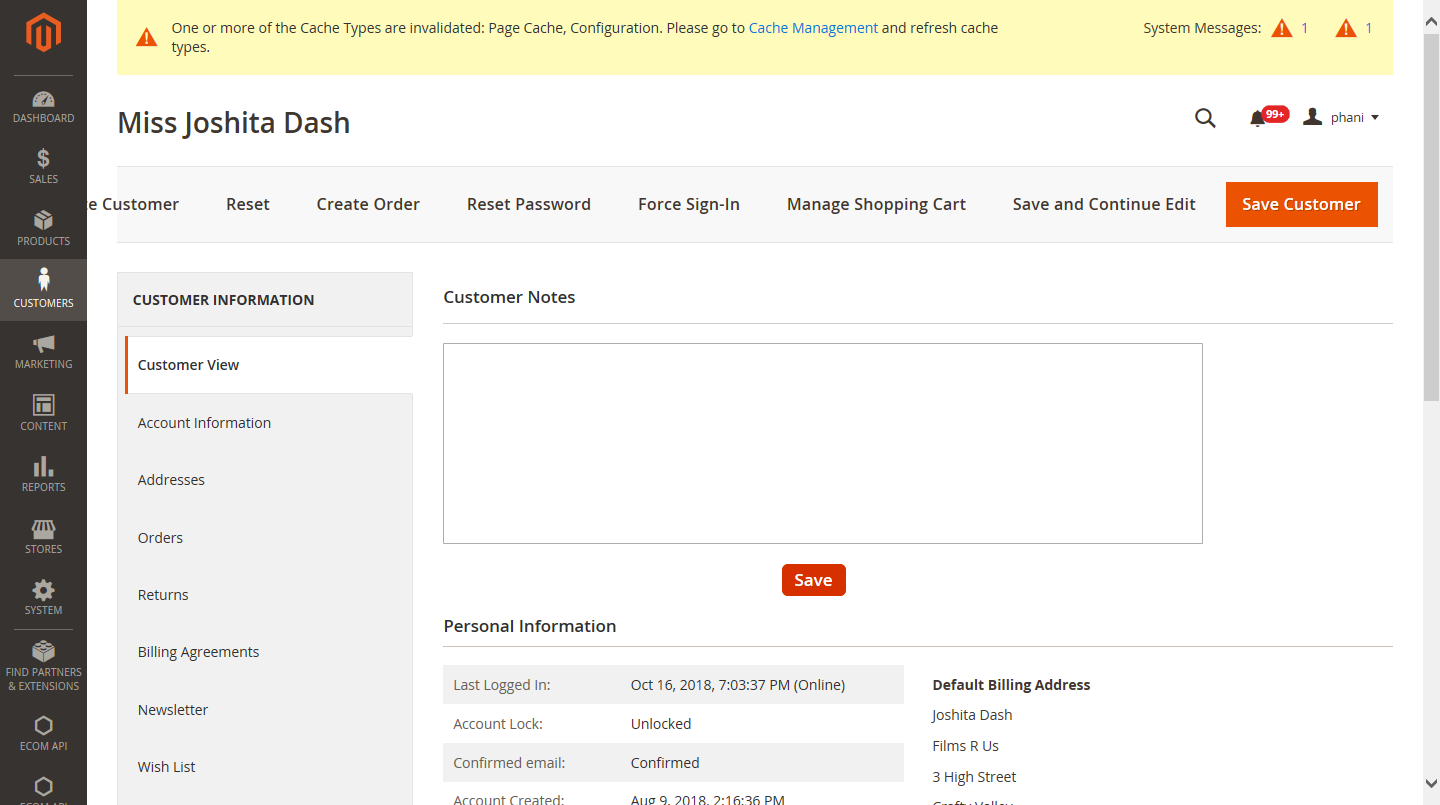 One or more of the Cache Types are invalidated: Page Cache, Configuration. Please go to Cache Management and refresh cache
types.
System Messages: 1 1
Miss Joshita Dash
99+
phani
Customer
Reset
Create Order
Reset Password
Force Sign-In
Manage Shopping Cart
Save and Continue Edit
Save Customer
DASHBOARD
SALES
PRODUCTS
CUSTOMERS
MARKETING
CONTENT
REPORTS
STORES
SYSTEM
FIND PARTNERS
& EXTENSIONS
ECOM API
CUSTOMER INFORMATION
Customer View
Account Information
Addresses
Orders
Returns
Billing Agreements
Newsletter
Wish List
Customer Notes
Save
Personal Information
Last Logged In: Oct 16, 2018, 7:03:37 PM (Online)
Account Lock: Unlocked
Confirmed email: Confirmed
Account Created: Aug 9, 2018, 2:16:36 PM
Default Billing Address
Joshita Dash
Films R Us
3 High Street